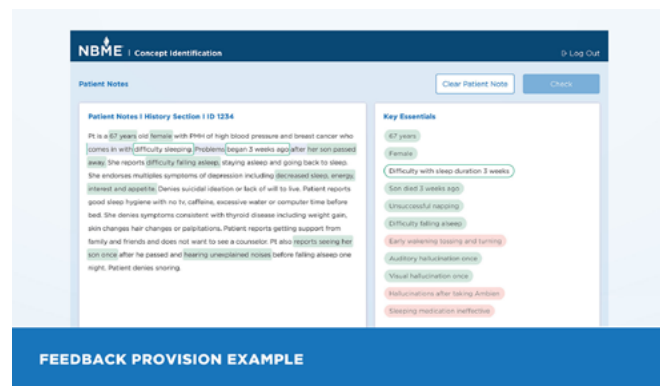 NBME | Concept Identification
Log Out
Patient Notes
Clear Patient Note
Check
Patient Notes I History Section I ID 1234
Pt is a 67 years old female with PMH of high blood pressure and breast cancer who
comes in with difficulty sleeping. Problems began 3 weeks ago after her son passed
away. She reports difficulty falling asleep, staying asleep and going back to sleep.
She endorses multiples symptoms of depression including decreased sleep, energy,
interest and appetite. Denies suicidal ideation or lack of will to live. Patient reports
good sleep hygiene with no tv, caffeine, excessive water or computer time before
bed. She denies symptoms consistent with thyroid disease including weight gain,
skin changes hair changes or palpitations. Patient reports getting support from
family and friends and does not want to see a counselor. Pt also reports seeing her
son once after he passed and hearing unexplained noises before falling alseep one
night. Patient denies snoring.
Key Essentials
67 years
Female
Difficulty with sleep duration 3 weeks
Son died 3 weeks ago
Unsuccessful napping
Difficulty falling alseep
Early wakening tossing and turning
Auditory hallucination once
Visual hallucination once
Hallucinations after taking Ambien
Sleeping medication ineffective
FEEDBACK PROVISION EXAMPLE